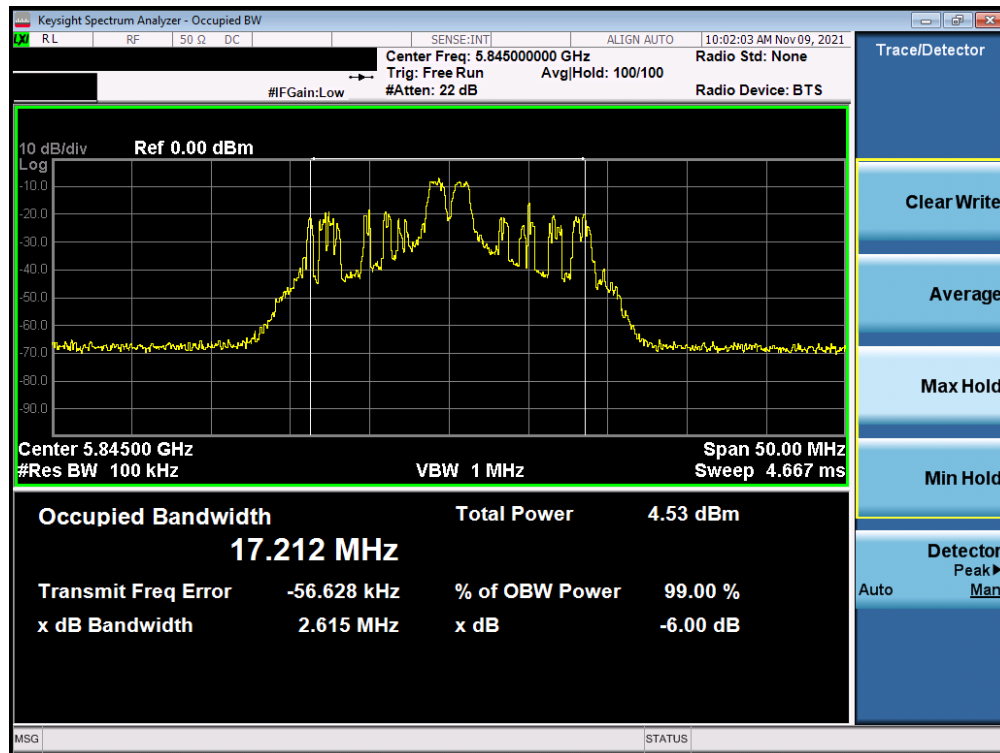 Keysight Spectrum Analyzer - Occupied BW
LXI RL RF 50 Ω DC SENSE:INT ALIGN AUTO 10:02:03 AM Nov 09, 2021
Center Freq: 5.845000000 GHz Radio Std: None
Trig: Free Run Avg|Hold: 100/100
#IFGain:Low #Atten: 22 dB Radio Device: BTS
10 dB/div Ref 0.00 dBm
Log
-10.0
-20.0
-30.0
-40.0
-50.0
-60.0
-70.0
-80.0
-90.0
Center 5.84500 GHz Span 50.00 MHz
#Res BW 100 kHz VBW 1 MHz Sweep 4.667 ms
Occupied Bandwidth Total Power 4.53 dBm
17.212 MHz
Transmit Freq Error -56.628 kHz % of OBW Power 99.00 %
x dB Bandwidth 2.615 MHz x dB -6.00 dB
MSG STATUS
Trace/Detector
Clear Write
Average
Max Hold
Min Hold
Detector
Peak▶
Auto Man